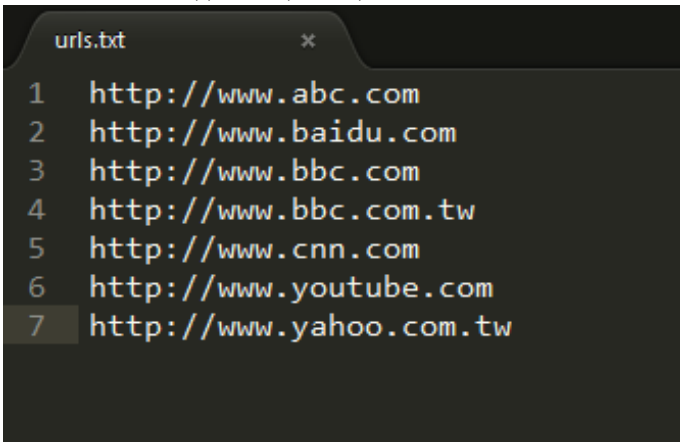 urls.txt ×
1 http://www.abc.com
2 http://www.baidu.com
3 http://www.bbc.com
4 http://www.bbc.com.tw
5 http://www.cnn.com
6 http://www.youtube.com
7 http://www.yahoo.com.tw